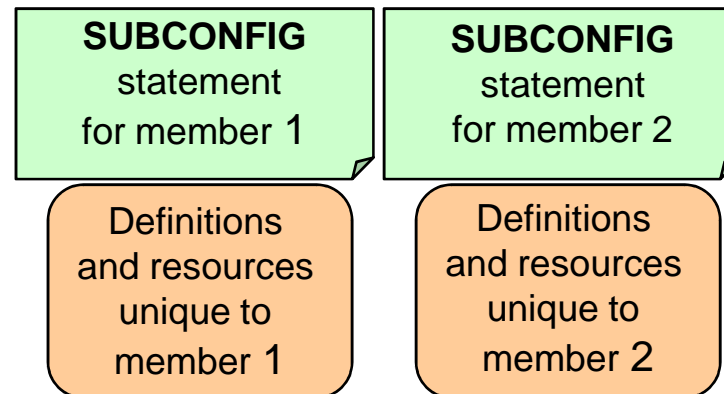 SUBCONFIG
statement
for member 1
SUBCONFIG
statement
for member 2
Definitions
and resources
unique to
member 1
Definitions
and resources
unique to
member 2